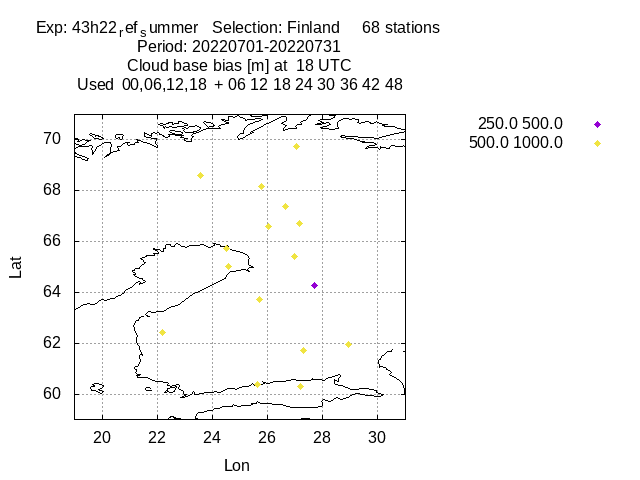 Exp: 43h22refsummer Selection: Finland 68 stations
Period: 20220701-20220731
Cloud base bias [m] at 18 UTC
Used 00,06,12,18 + 06 12 18 24 30 36 42 48
250.0 500.0
500.0 1000.0
70
68
66
64
62
60
Lat
20 22 24 26 28 30
Lon